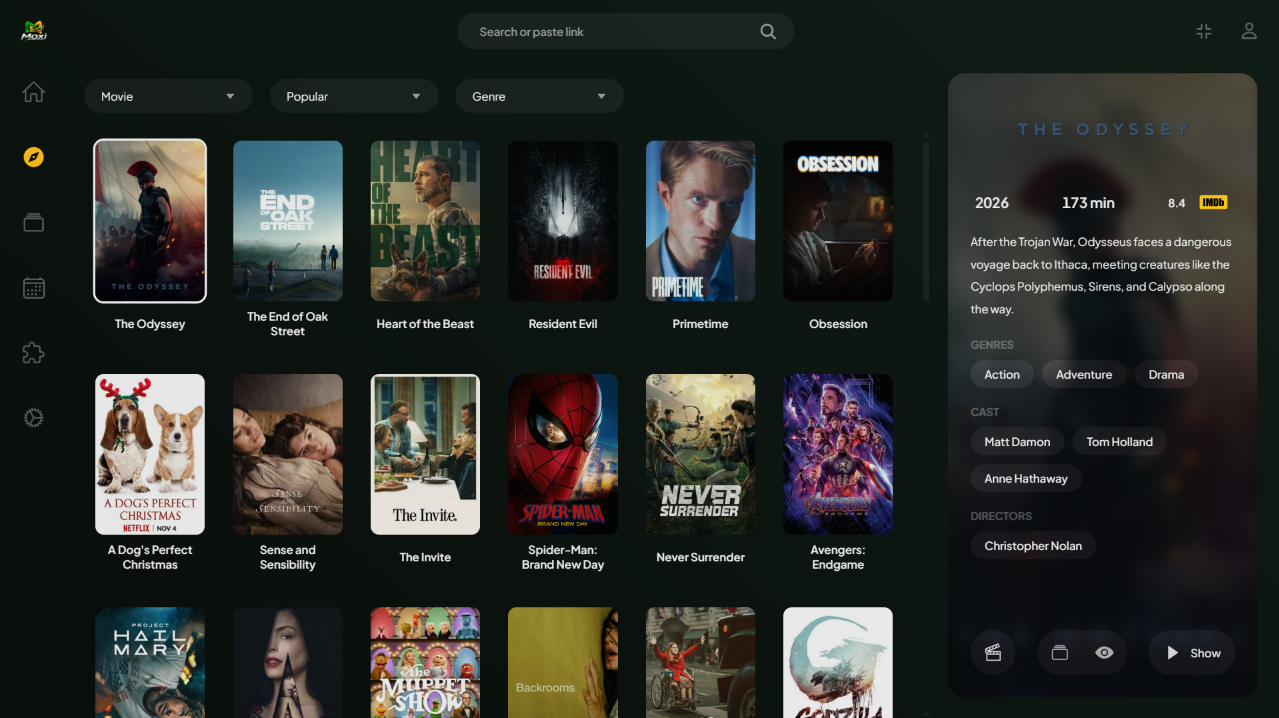 Moxi
Search or paste link
Movie
Popular
Genre
THE ODYSSEY
THE
END
OF OAK
STREET
HEART
OF
THE
BEAST
RESIDENT EVIL
PRIMETIME
OBSESSION
The Odyssey
The End of Oak
Street
Heart of the Beast
Resident Evil
Primetime
Obsession
A DOG'S PERFECT
CHRISTMAS
NETFLIX | NOV 4
SENSE
AND
SENSIBILITY
The Invite.
SPIDER-MAN
BRAND NEW DAY
NEVER
SURRENDER
AVENGERS
ENDGAME
A Dog's Perfect
Christmas
Sense and
Sensibility
The Invite
Spider-Man:
Brand New Day
Never Surrender
Avengers:
Endgame
PROJECT
HAIL
MARY
The
MUPPET
SHOW
Backrooms
GODZILLA
THE ODYSSEY
2026
173 min
8.4
IMDb
After the Trojan War, Odysseus faces a dangerous
voyage back to Ithaca, meeting creatures like the
Cyclops Polyphemus, Sirens, and Calypso along
the way.
GENRES
Action
Adventure
Drama
CAST
Matt Damon
Tom Holland
Anne Hathaway
DIRECTORS
Christopher Nolan
Show